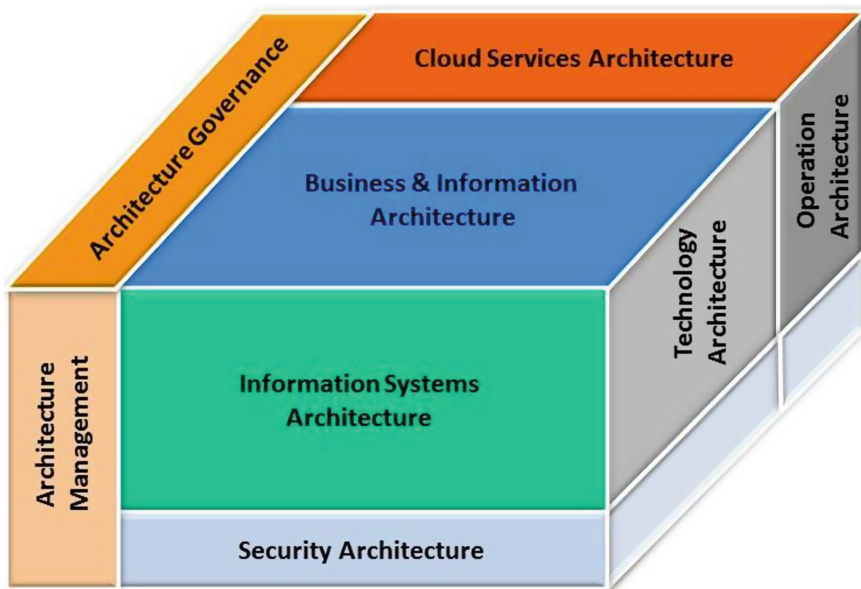 Cloud Services Architecture
Architecture Governance
Business & Information
Architecture
Operation
Architecture
Technology
Architecture
Information Systems
Architecture
Architecture
Management
Security Architecture